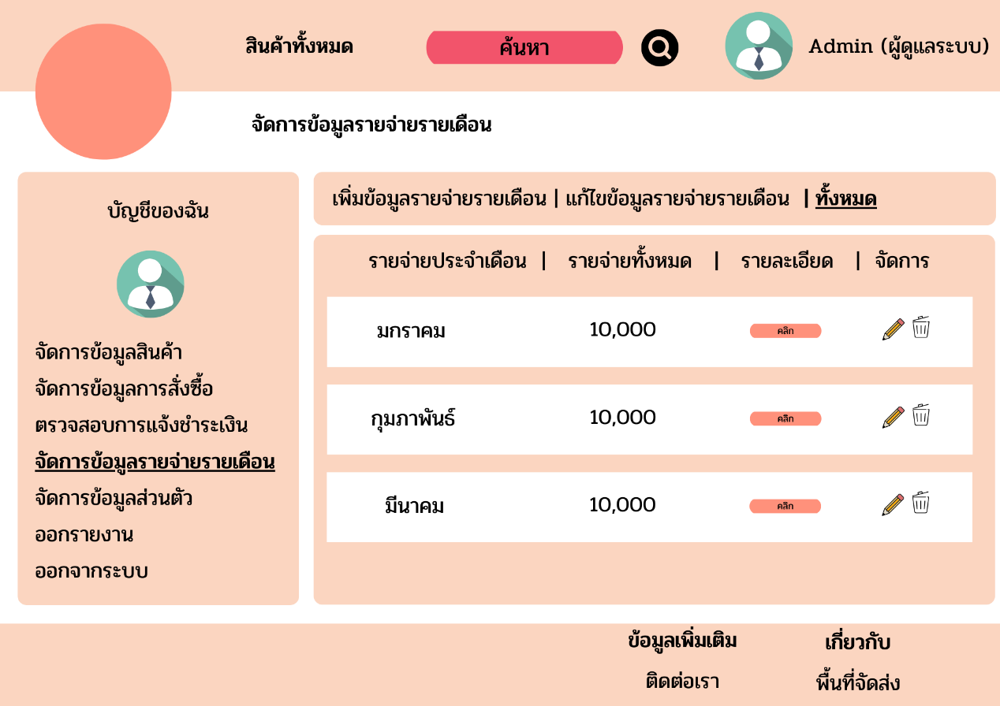 สินค้าทั้งหมด ค้นหา Admin (ผู้ดูแลระบบ)
จัดการข้อมูลรายจ่ายรายเดือน
บัญชีของฉัน
จัดการข้อมูลสินค้า
จัดการข้อมูลการสั่งซื้อ
ตรวจสอบการแจ้งชำระเงิน
จัดการข้อมูลรายจ่ายรายเดือน
จัดการข้อมูลส่วนตัว
ออกรายงาน
ออกจากระบบ
เพิ่มข้อมูลรายจ่ายรายเดือน | แก้ไขข้อมูลรายจ่ายรายเดือน | ทั้งหมด
รายจ่ายประจำเดือน | รายจ่ายทั้งหมด | รายละเอียด | จัดการ
มกราคม 10,000 คลิก
กุมภาพันธ์ 10,000 คลิก
มีนาคม 10,000 คลิก
ข้อมูลเพิ่มเติม เกี่ยวกับ
ติดต่อเรา พื้นที่จัดส่ง